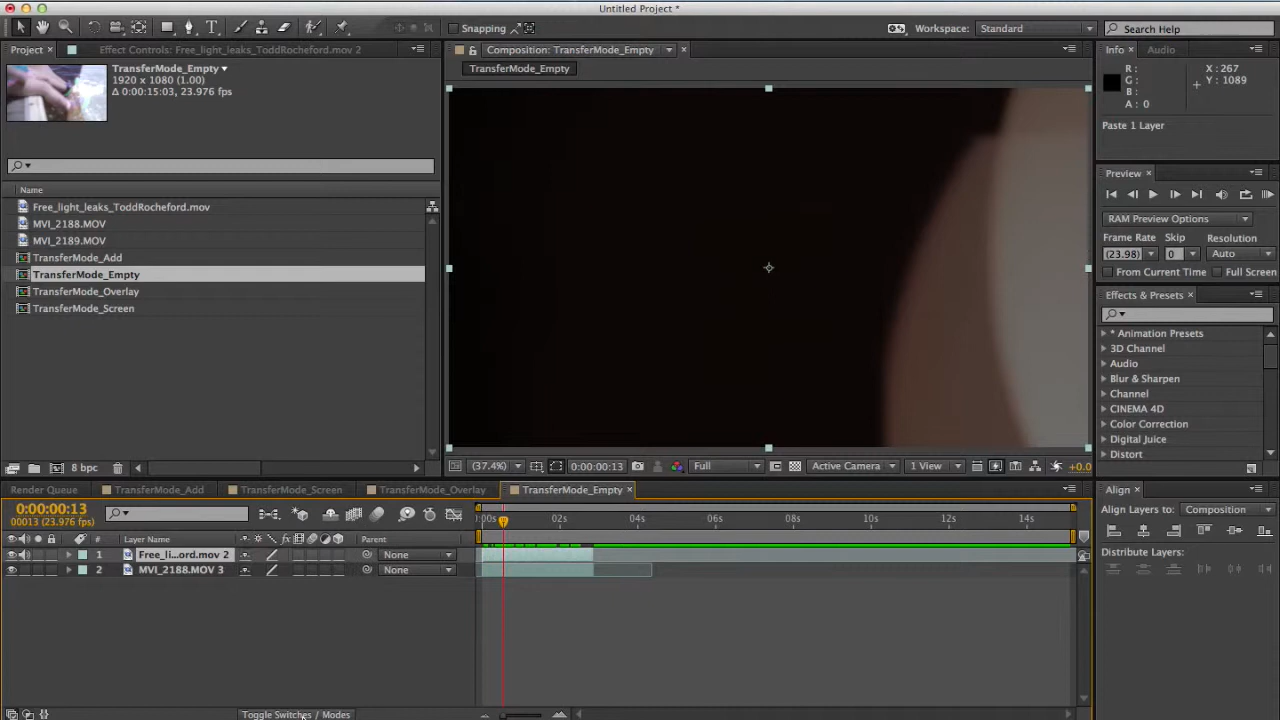 Untitled Project *
Snapping
Workspace:
Standard
Search Help
Project
Effect Controls: Free_light_leaks_ToddRocheford.mov 2
TransferMode_Empty
1920 x 1080 (1.00)
Δ 0:00:15:03, 23.976 fps
Name
Free_light_leaks_ToddRocheford.mov
MVI_2188.MOV
MVI_2189.MOV
TransferMode_Add
TransferMode_Empty
TransferMode_Overlay
TransferMode_Screen
8 bpc
Composition: TransferMode_Empty
TransferMode_Empty
(37.4%)
0:00:00:13
Full
Active Camera
1 View
+0.0
Info
Audio
R:
G:
B:
A: 0
X: 267
Y: 1089
Paste 1 Layer
Preview
RAM Preview Options
Frame Rate
Skip
Resolution
(23.98)
0
Auto
From Current Time
Full Screen
Effects & Presets
* Animation Presets
3D Channel
Audio
Blur & Sharpen
Channel
CINEMA 4D
Color Correction
Digital Juice
Distort
Render Queue
TransferMode_Add
TransferMode_Screen
TransferMode_Overlay
TransferMode_Empty
0:00:00:13
00013 (23.976 fps)
:00s
02s
04s
06s
08s
10s
12s
14s
#
Layer Name
Parent
1
Free_li...ord.mov 2
None
2
MVI_2188.MOV 3
None
Toggle Switches / Modes
Align
Align Layers to:
Composition
Distribute Layers: